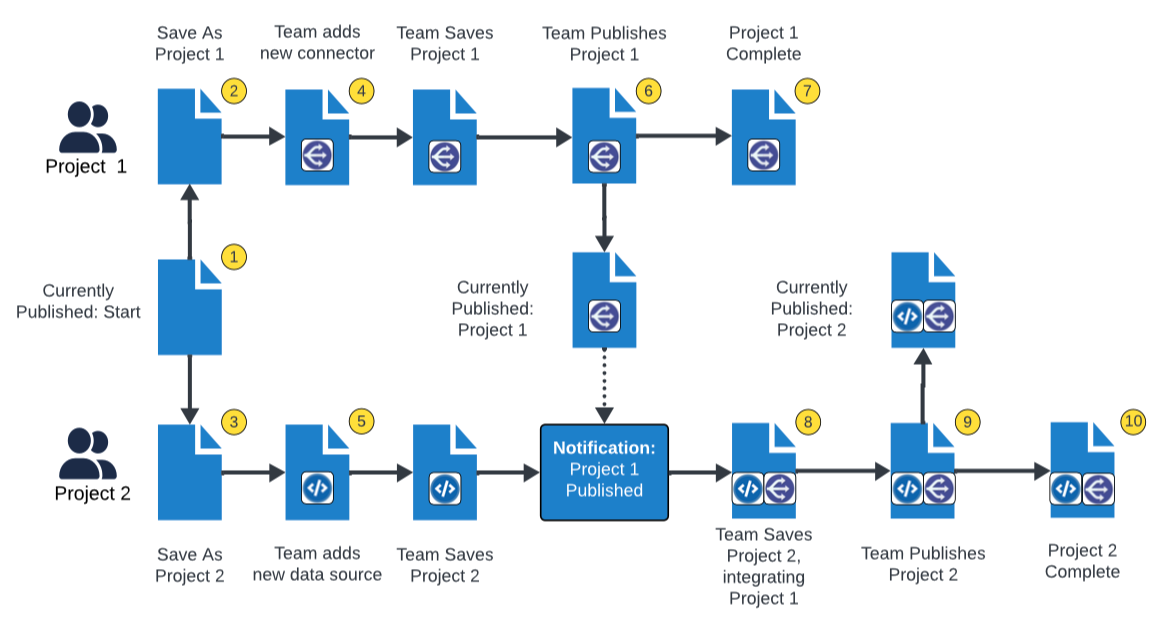 Save As
Project 1
Team adds
new connector
Team Saves
Project 1
Team Publishes
Project 1
Project 1
Complete
2
4
6
7
Project 1
1
Currently
Published: Start
Currently
Published:
Project 1
Currently
Published:
Project 2
</>
</>
3
5
8
9
10
Notification:
Project 1
Published
</>
</>
</>
</>
</>
Project 2
Save As
Project 2
Team adds
new data source
Team Saves
Project 2
Team Saves
Project 2,
integrating
Project 1
Team Publishes
Project 2
Project 2
Complete